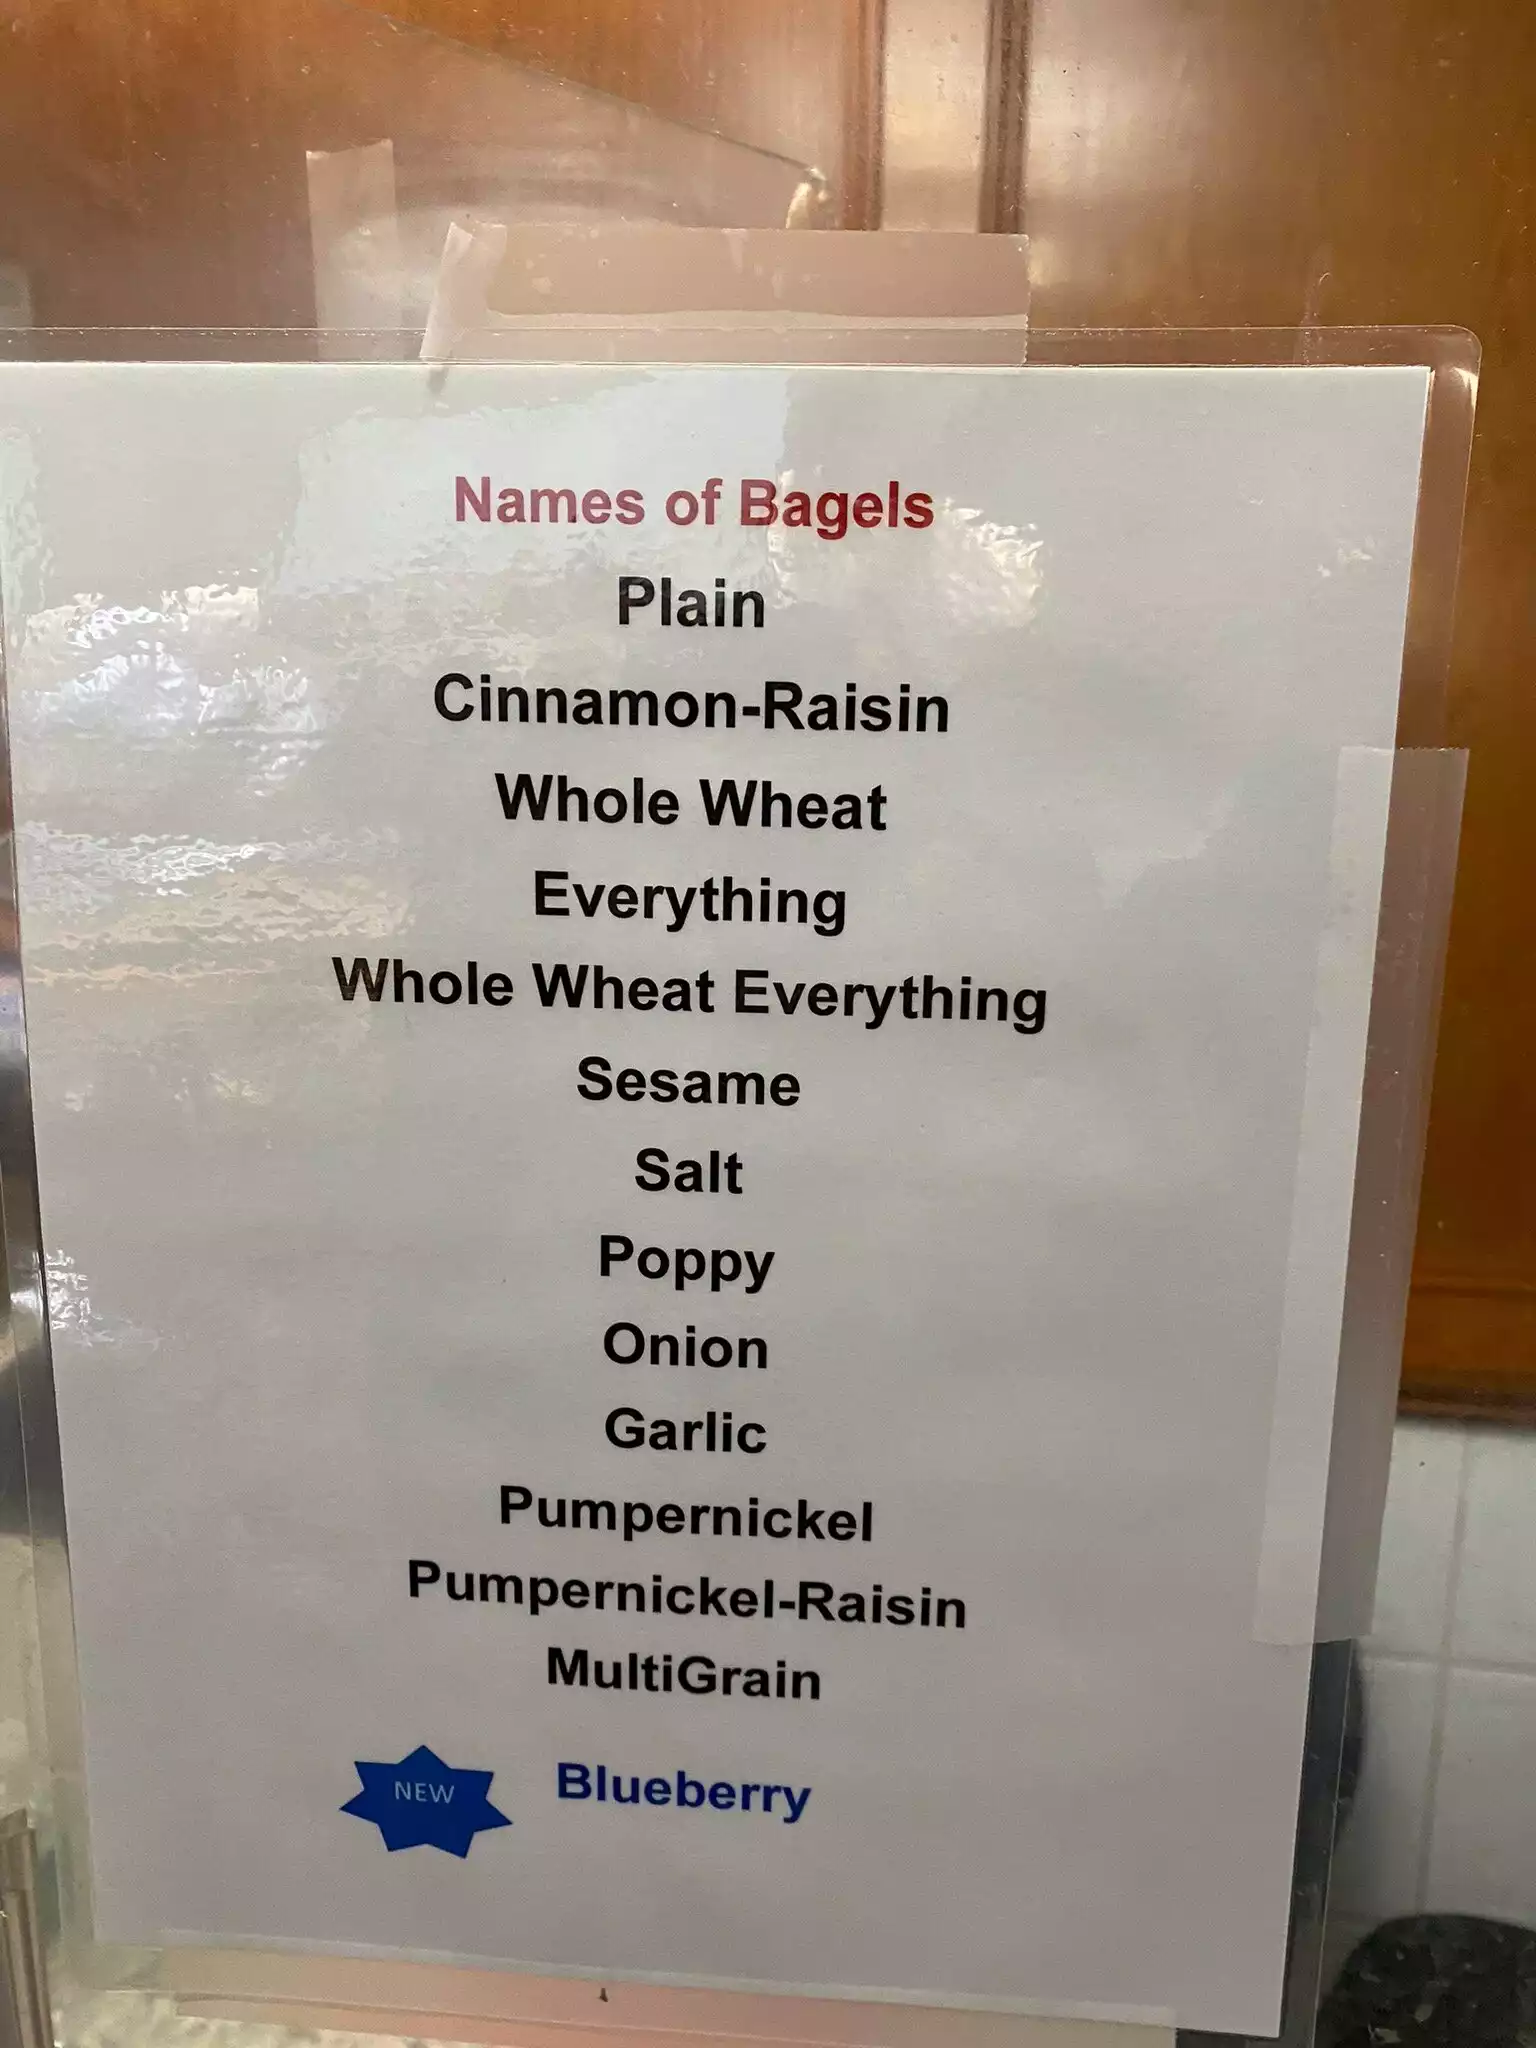 Names of Bagels
Plain
Cinnamon-Raisin
Whole Wheat
Everything
Whole Wheat Everything
Sesame
Salt
Poppy
Onion
Garlic
Pumpernickel
Pumpernickel-Raisin
MultiGrain
NEW Blueberry